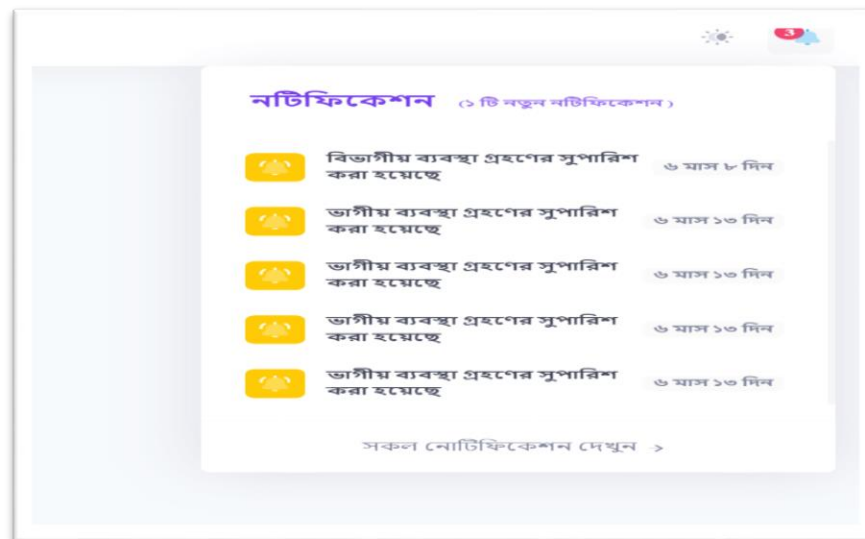 3
নটিফিকেশন (১ টি নতুন নটিফিকেশন)
বিভাগীয় ব্যবস্থা গ্রহণের সুপারিশ
করা হয়েছে
৬ মাস ৮ দিন
ভাগীয় ব্যবস্থা গ্রহণের সুপারিশ
করা হয়েছে
৬ মাস ১৩ দিন
ভাগীয় ব্যবস্থা গ্রহণের সুপারিশ
করা হয়েছে
৬ মাস ১৩ দিন
ভাগীয় ব্যবস্থা গ্রহণের সুপারিশ
করা হয়েছে
৬ মাস ১৩ দিন
ভাগীয় ব্যবস্থা গ্রহণের সুপারিশ
করা হয়েছে
৬ মাস ১৩ দিন
সকল নোটিফিকেশন দেখুন →